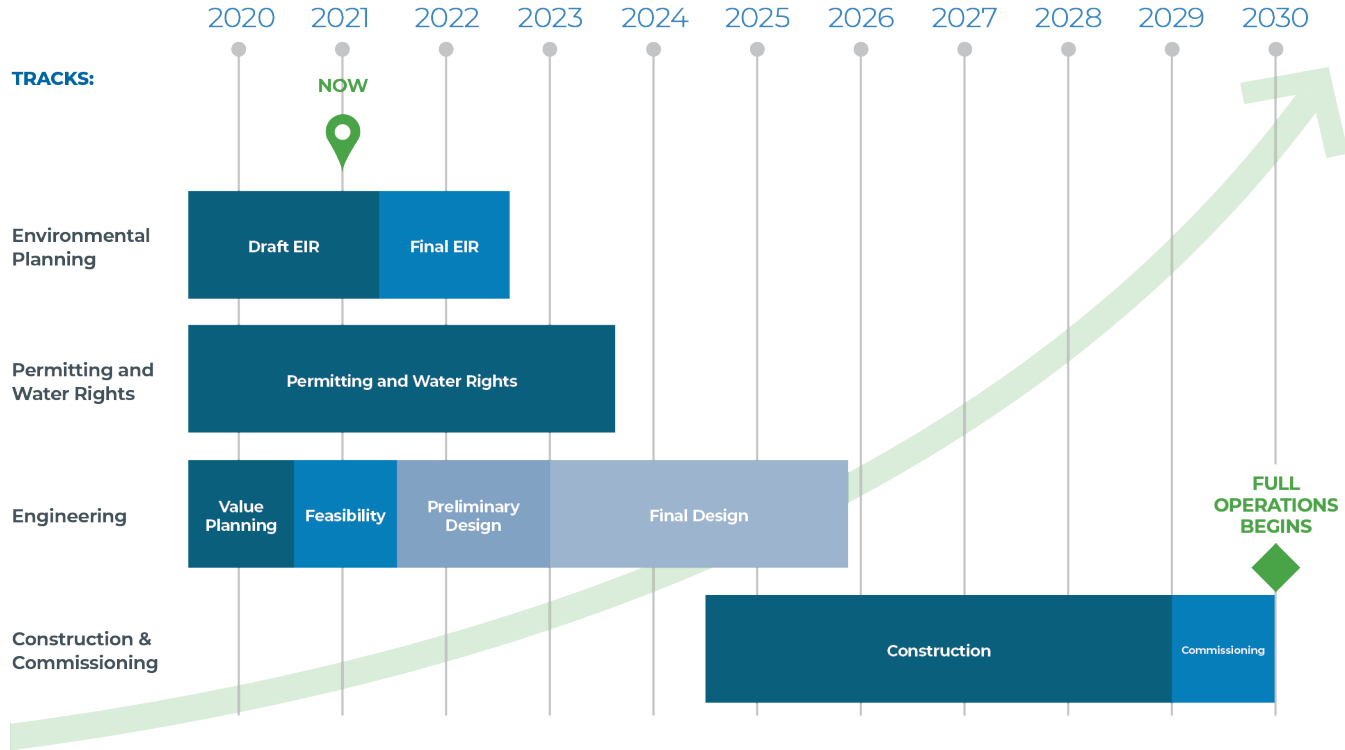 2020 2021 2022 2023 2024 2025 2026 2027 2028 2029 2030
TRACKS:
NOW
Environmental
Planning
Draft EIR
Final EIR
Permitting and
Water Rights
Permitting and Water Rights
Engineering
Value
Planning
Feasibility
Preliminary
Design
Final Design
FULL
OPERATIONS
BEGINS
Construction &
Commissioning
Construction
Commissioning